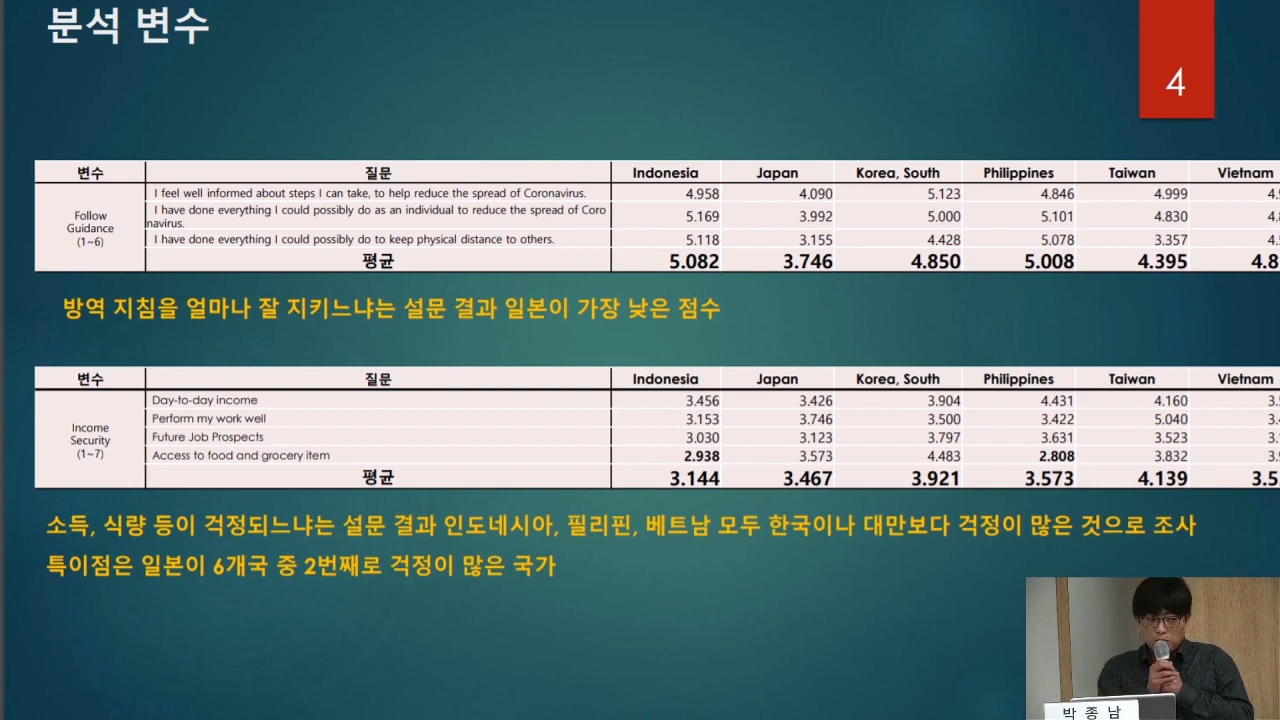 분석 변수
4
변수 질문 Indonesia Japan Korea, South Philippines Taiwan Vietnam
I feel well informed about steps I can take, to help reduce the spread of Coronavirus. 4.958 4.090 5.123 4.846 4.999
Follow Guidance (1~6)
I have done everything I could possibly do as an individual to reduce the spread of Coro
navirus. 5.169 3.992 5.000 5.101 4.830
I have done everything I could possibly do to keep physical distance to others. 5.118 3.155 4.428 5.078 3.357
평균 5.082 3.746 4.850 5.008 4.395 4.8
방역 지침을 얼마나 잘 지키느냐는 설문 결과 일본이 가장 낮은 점수
변수 질문 Indonesia Japan Korea, South Philippines Taiwan Vietnam
Day-to-day income 3.456 3.426 3.904 4.431 4.160
Perform my work well 3.153 3.746 3.500 3.422 5.040
Income Security (1~7)
Future Job Prospects 3.030 3.123 3.797 3.631 3.523
Access to food and grocery item 2.938 3.573 4.483 2.808 3.832
평균 3.144 3.467 3.921 3.573 4.139 3.5
소득, 식량 등이 걱정되느냐는 설문 결과 인도네시아, 필리핀, 베트남 모두 한국이나 대만보다 걱정이 많은 것으로 조사
특이점은 일본이 6개국 중 2번째로 걱정이 많은 국가
박 종 남